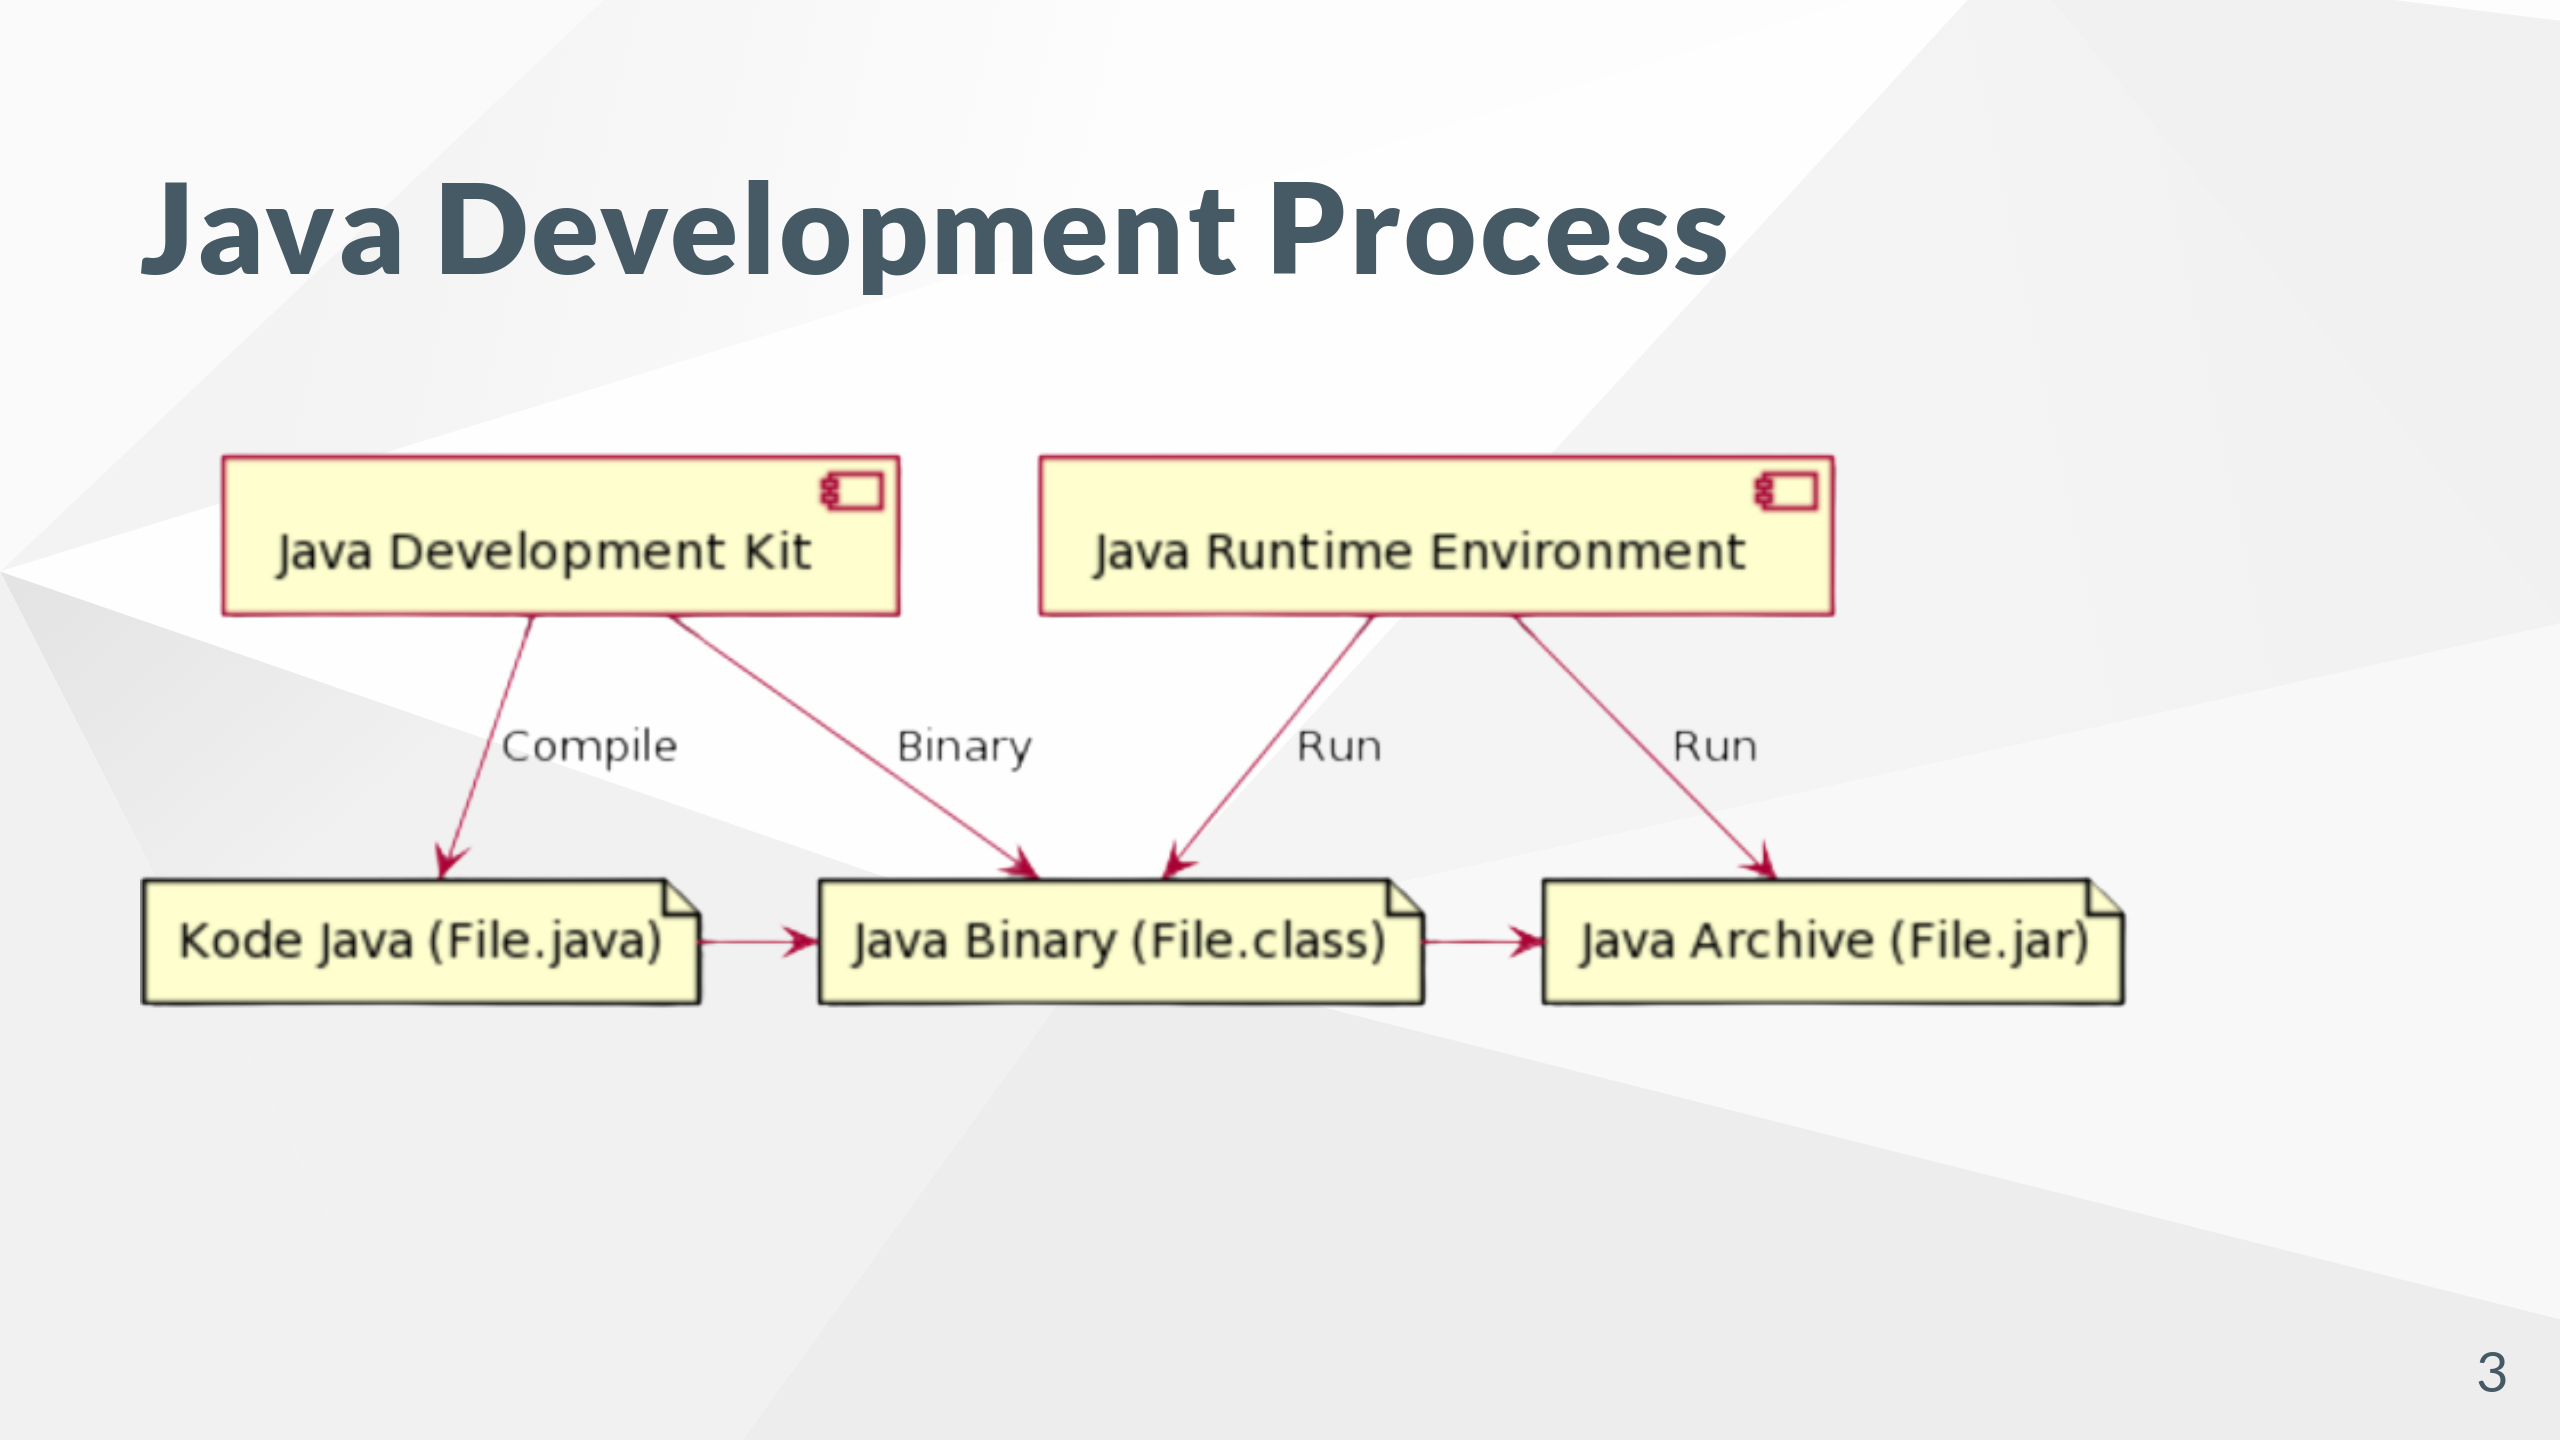 Java Development Process
Java Development Kit
Java Runtime Environment
Compile
Binary
Run
Run
Kode Java (File.java)
Java Binary (File.class)
Java Archive (File.jar)
3